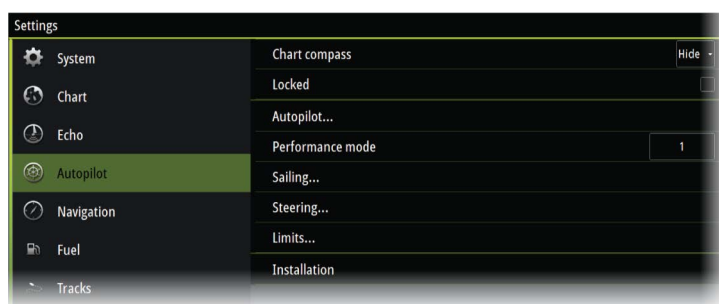 Settings
System
Chart
Echo
Autopilot
Navigation
Fuel
Tracks
Chart compass Hide
Locked
Autopilot...
Performance mode 1
Sailing...
Steering...
Limits...
Installation